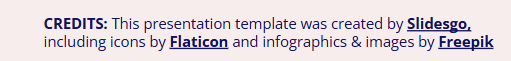 CREDITS: This presentation template was created by Slidesgo,
including icons by Flaticon and infographics & images by Freepik